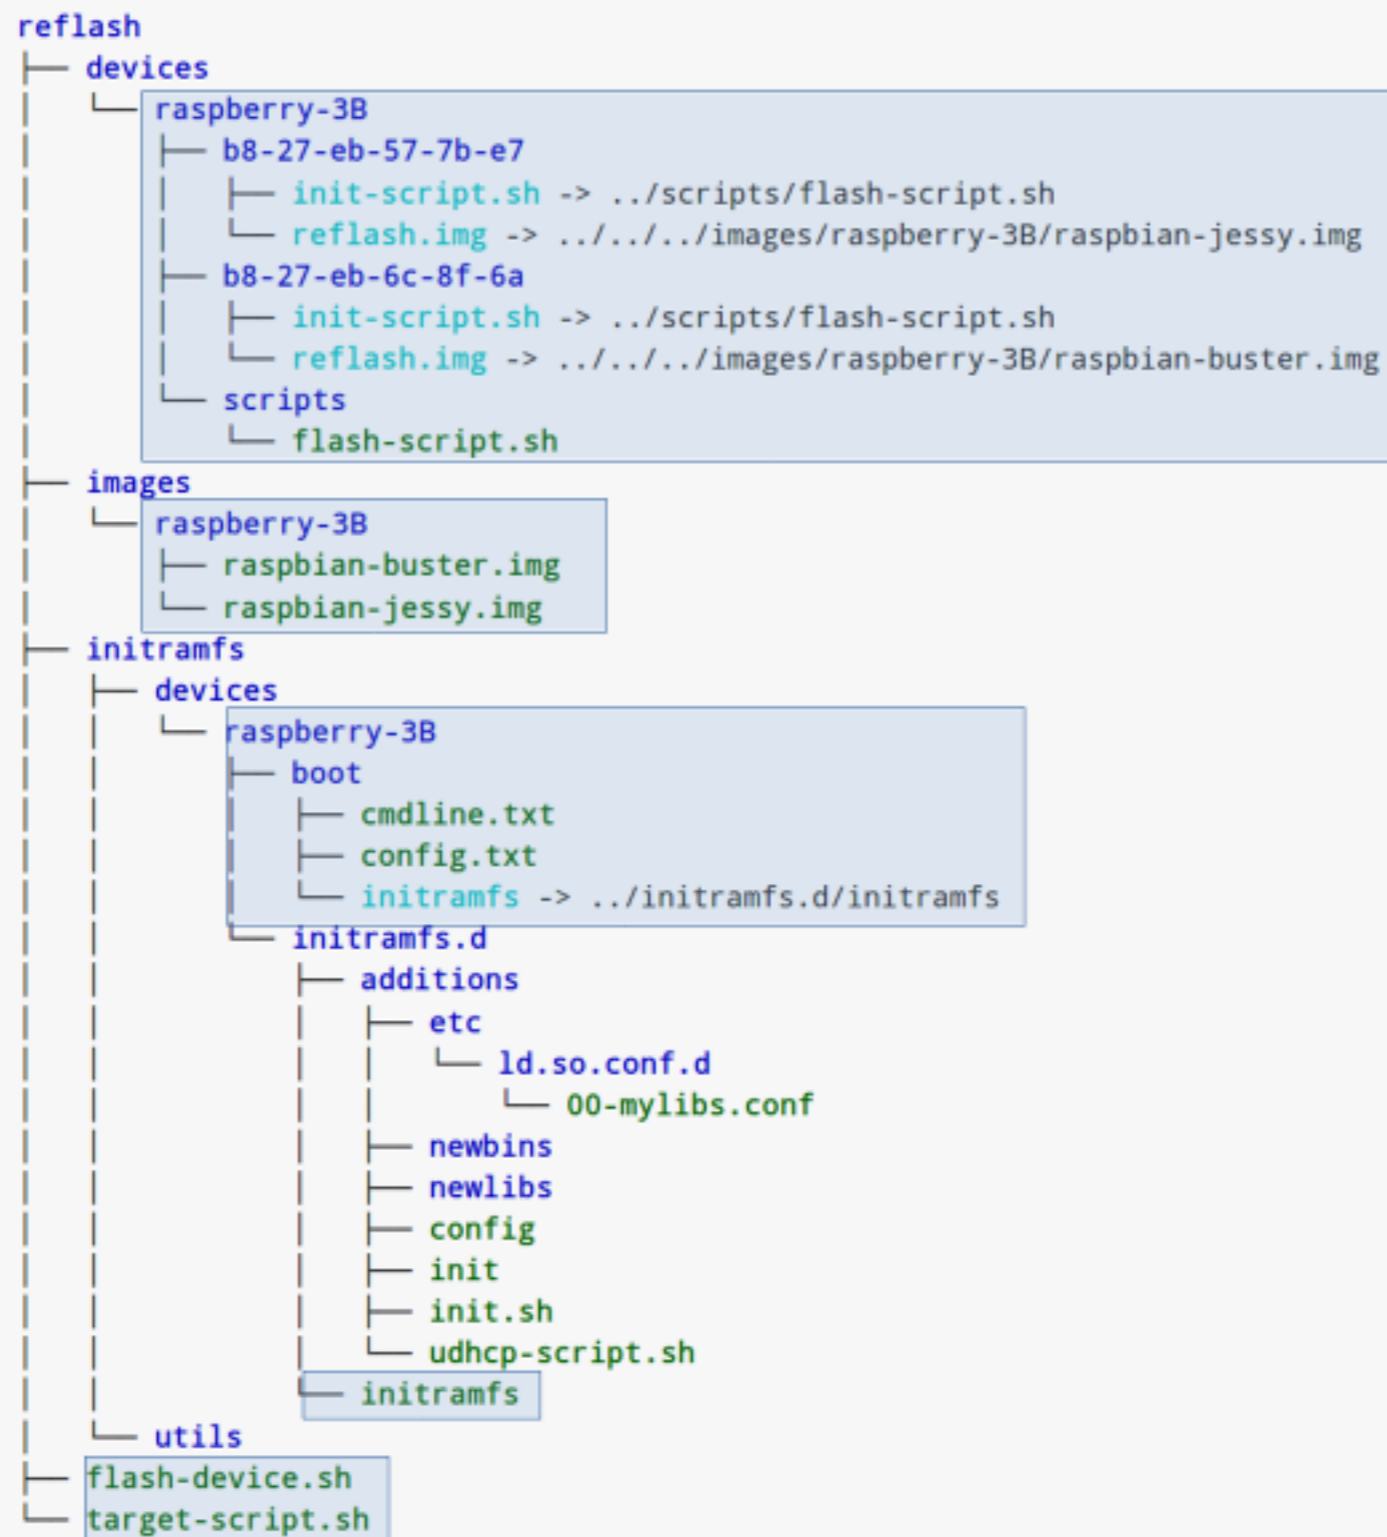 reflash
├── devices
│   └── raspberry-3B
│       ├── b8-27-eb-57-7b-e7
│       │   ├── init-script.sh -> ../scripts/flash-script.sh
│       │   └── reflash.img -> ../../../images/raspberry-3B/raspbian-jessy.img
│       ├── b8-27-eb-6c-8f-6a
│       │   ├── init-script.sh -> ../scripts/flash-script.sh
│       │   └── reflash.img -> ../../../images/raspberry-3B/raspbian-buster.img
│       └── scripts
│           └── flash-script.sh
├── images
│   └── raspberry-3B
│       ├── raspbian-buster.img
│       └── raspbian-jessy.img
├── initramfs
│   ├── devices
│   │   └── raspberry-3B
│   │       ├── boot
│   │       │   ├── cmdline.txt
│   │       │   ├── config.txt
│   │       │   └── initramfs -> ../initramfs.d/initramfs
│   │       └── initramfs.d
│   │           ├── additions
│   │           │   ├── etc
│   │           │   │   └── ld.so.conf.d
│   │           │   │       └── 00-mylibs.conf
│   │           │   ├── newbins
│   │           │   ├── newlibs
│   │           │   ├── config
│   │           │   ├── init
│   │           │   ├── init.sh
│   │           │   └── udhcp-script.sh
│   │           └── initramfs
│   └── utils
├── flash-device.sh
└── target-script.sh